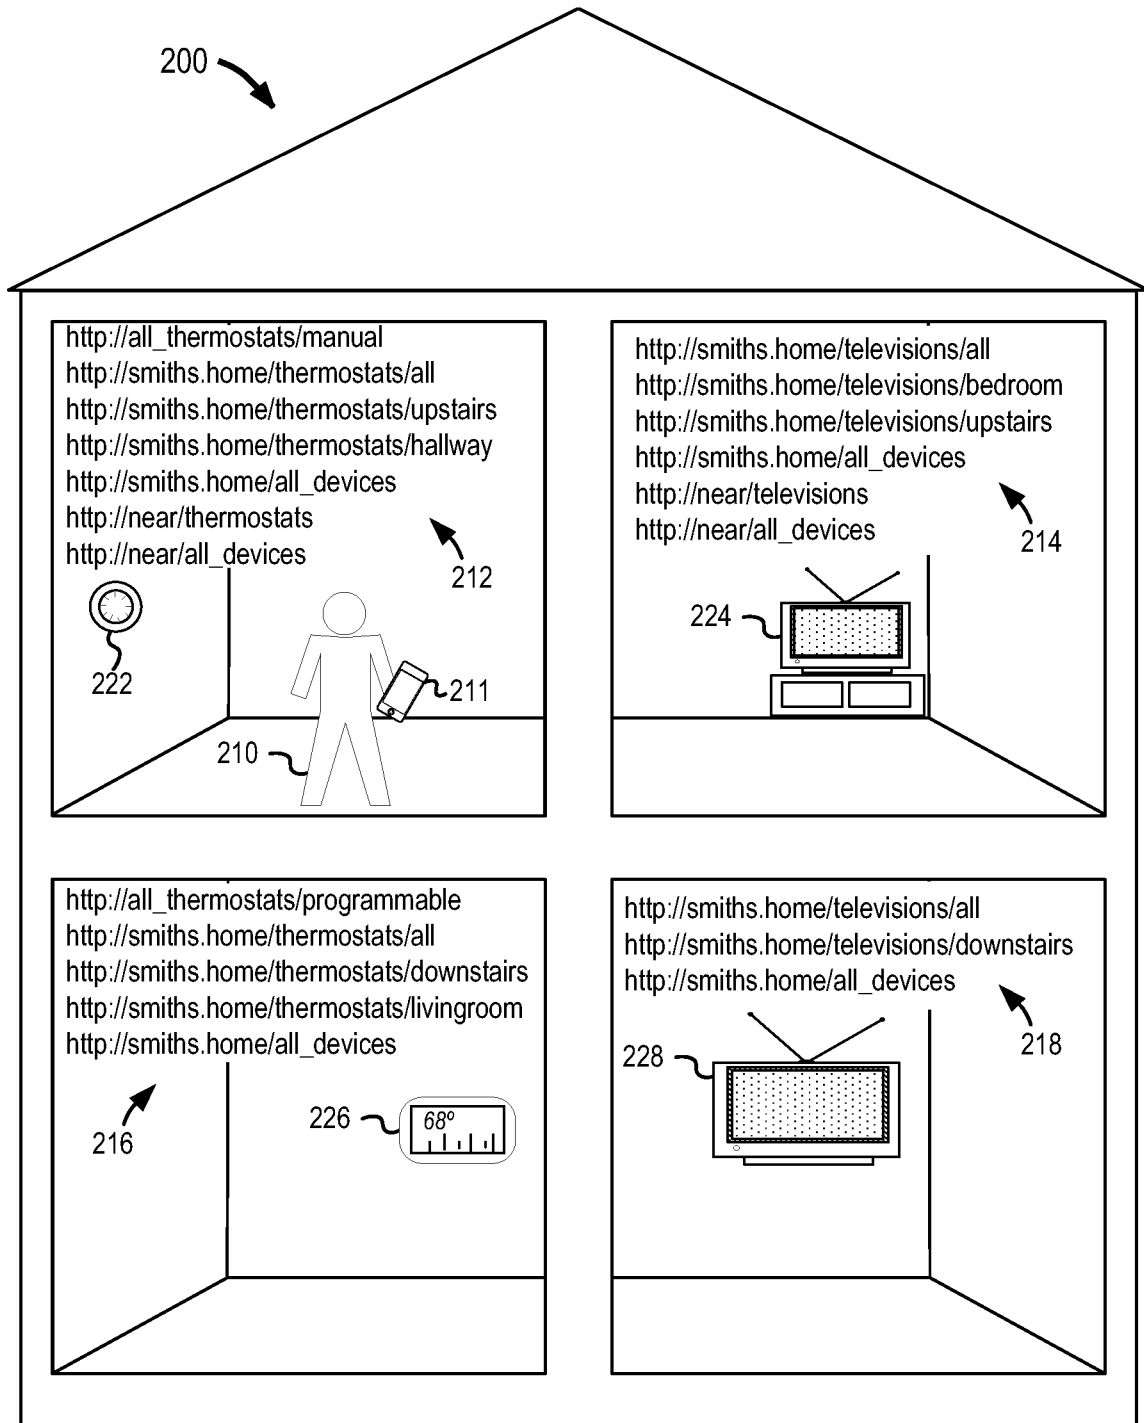 200
http://all_thermostats/manual
http://smiths.home/thermostats/all
http://smiths.home/thermostats/upstairs
http://smiths.home/thermostats/hallway
http://smiths.home/all_devices
http://near/thermostats
http://near/all_devices
212
222
211
210
http://smiths.home/televisions/all
http://smiths.home/televisions/bedroom
http://smiths.home/televisions/upstairs
http://smiths.home/all_devices
http://near/televisions
http://near/all_devices
214
224
http://all_thermostats/programmable
http://smiths.home/thermostats/all
http://smiths.home/thermostats/downstairs
http://smiths.home/thermostats/livingroom
http://smiths.home/all_devices
216
226
68º
http://smiths.home/televisions/all
http://smiths.home/televisions/downstairs
http://smiths.home/all_devices
218
228